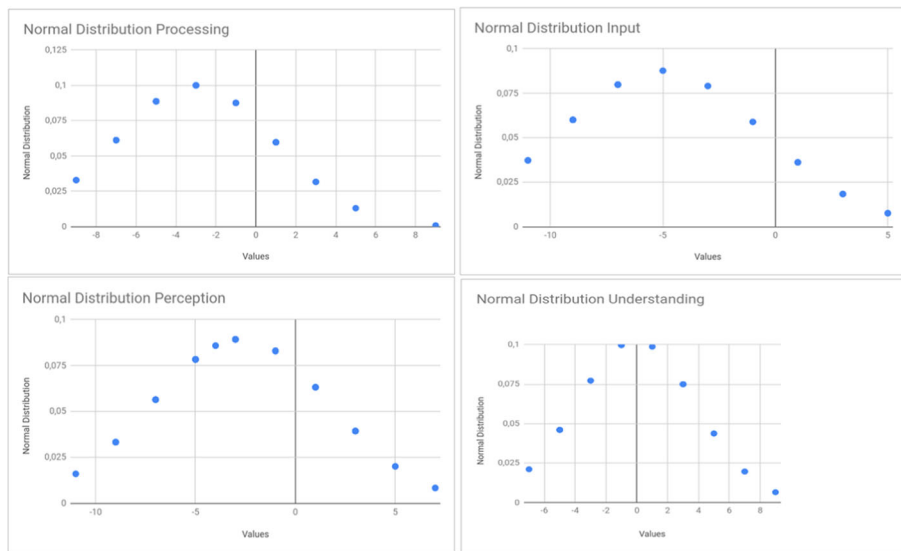 Normal Distribution Processing
Normal Distribution
0,125
0,1
0,075
0,05
0,025
0
-8 -6 -4 -2 0 2 4 6 8
Values
Normal Distribution Input
Normal Distribution
0,1
0,075
0,05
0,025
0
-10 -5 0 5
Values
Normal Distribution Perception
Normal Distribution
0,1
0,075
0,05
0,025
0
-10 -5 0 5
Values
Normal Distribution Understanding
Normal Distribution
0,1
0,075
0,05
0,025
0
-6 -4 -2 0 2 4 6 8
Values